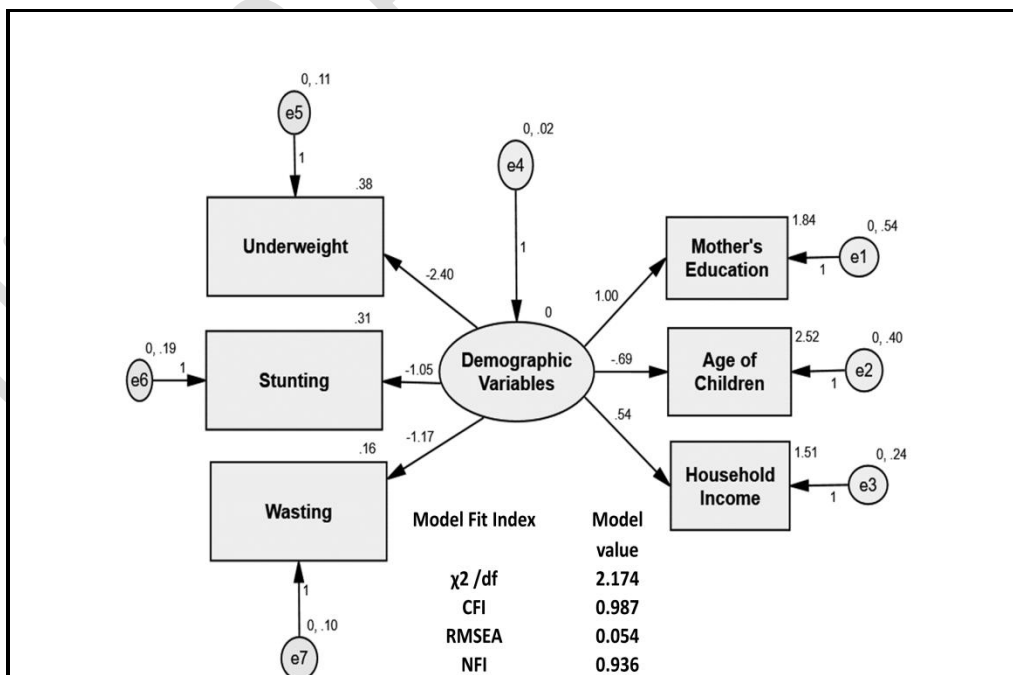 0, .11
e5
1
.38
Underweight
-2.40
0, .02
e4
1
0
Demographic
Variables
1.84
Mother's
Education
0, .54
e1
1
1.00
.31
Stunting
0, .19
e6
1
-1.05
-.69
2.52
Age of
Children
0, .40
e2
1
-1.17
.54
.16
Wasting
1
0, .10
e7
1.51
Household
Income
0, .24
e3
1
Model Fit Index Model
value
χ2 /df 2.174
CFI 0.987
RMSEA 0.054
NFI 0.936